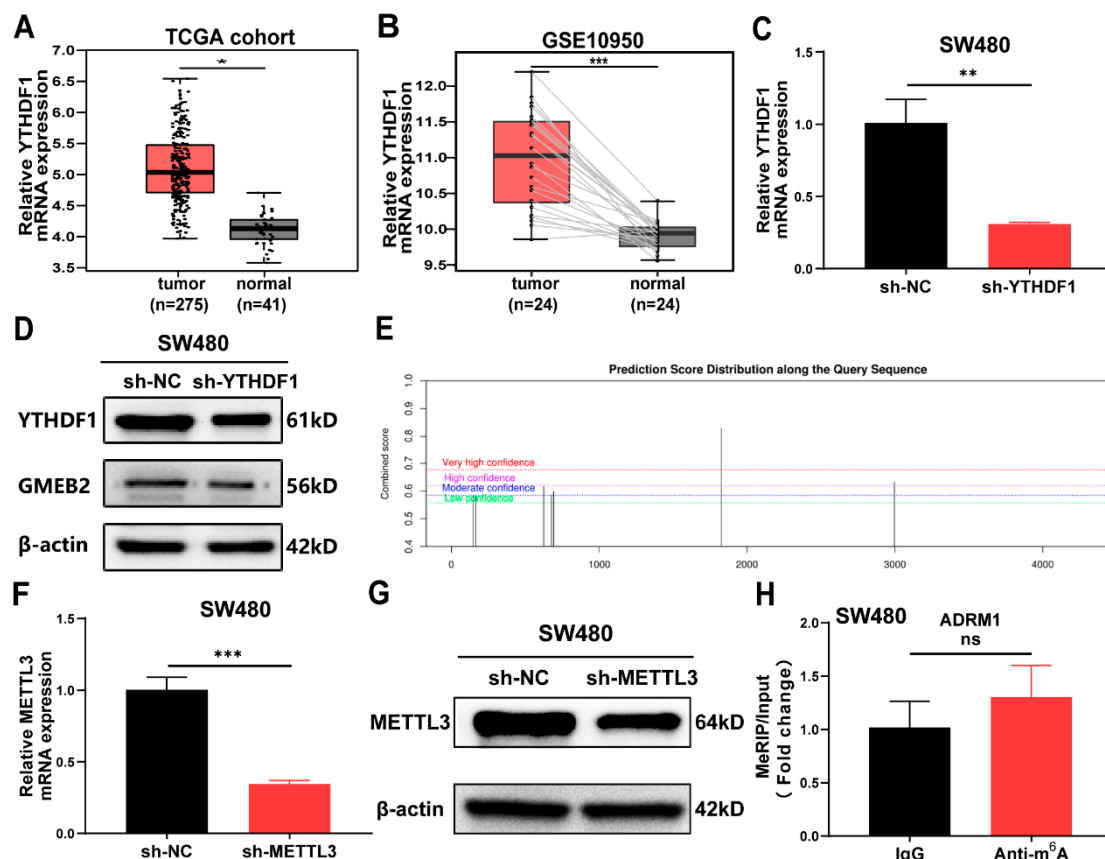 A
TCGA cohort
Relative YTHDF1
mRNA expression
7.0
6.5
6.0
5.5
5.0
4.5
4.0
3.5
*
tumor
(n=275)
normal
(n=41)
B
GSE10950
Relative YTHDF1
mRNA expression
12.0
11.5
11.0
10.5
10.0
9.5
***
tumor
(n=24)
normal
(n=24)
C
SW480
Relative YTHDF1
mRNA expression
1.5
1.0
0.5
0.0
**
sh-NC
sh-YTHDF1
D
SW480
sh-NC sh-YTHDF1
YTHDF1
61kD
GMEB2
56kD
β-actin
42kD
E
Prediction Score Distribution along the Query Sequence
Combined score
1.0
0.9
0.8
0.7
0.6
0.5
0.4
Very high confidence
High confidence
Moderate confidence
Low confidence
0
1000
2000
3000
4000
F
SW480
Relative METTL3
mRNA expression
1.5
1.0
0.5
0.0
***
sh-NC
sh-METTL3
G
SW480
sh-NC sh-METTL3
METTL3
64kD
β-actin
42kD
H
SW480
ADRM1
ns
MeRIP/Input
( Fold change)
2.0
1.5
1.0
0.5
0.0
IgG
Anti-m⁶A